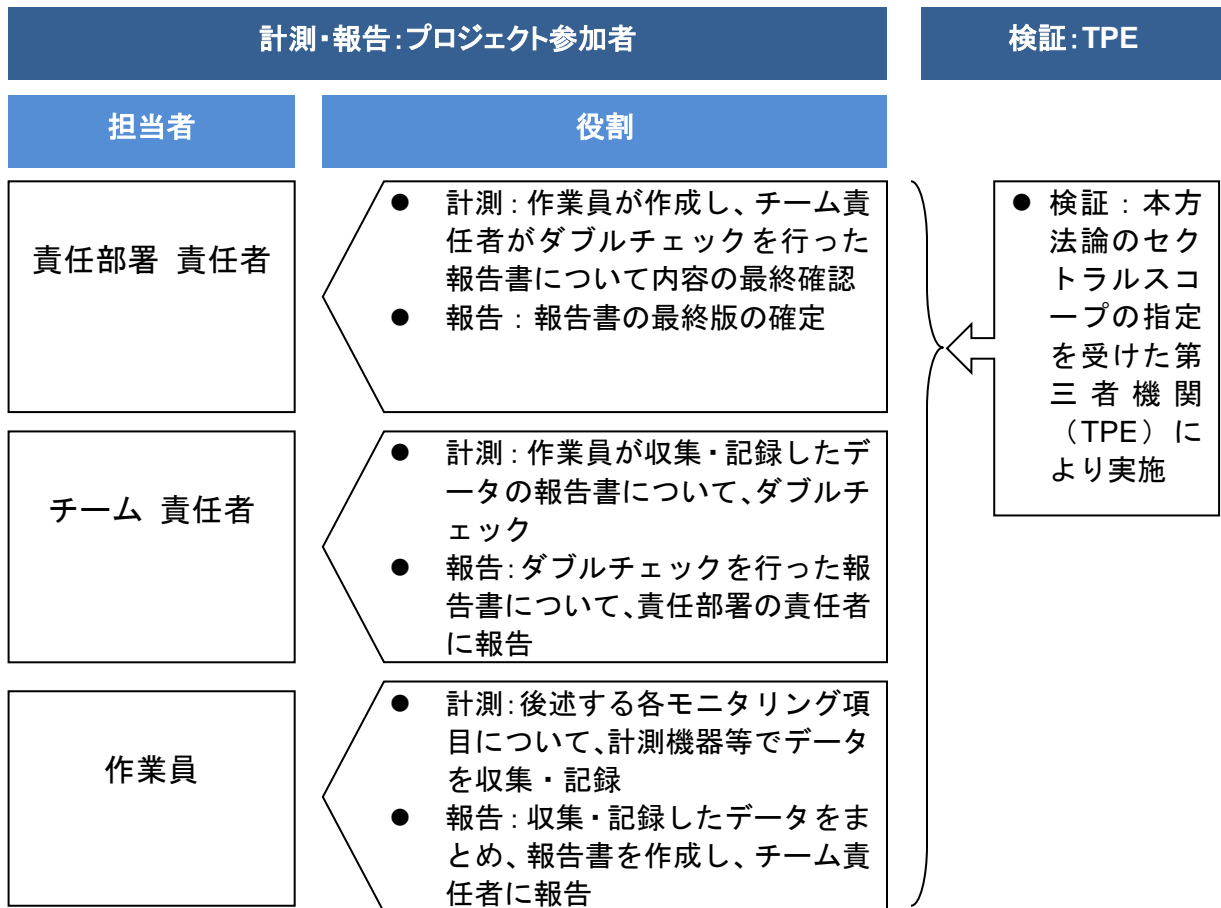 計測・報告：プロジェクト参加者
検証：TPE
担当者
役割
責任部署 責任者
● 計測：作業員が作成し、チーム責
任者がダブルチェックを行った
報告書について内容の最終確認
● 報告：報告書の最終版の確定
チーム 責任者
● 計測：作業員が収集・記録したデ
ータの報告書について、ダブルチ
ェック
● 報告：ダブルチェックを行った報
告書について、責任部署の責任者
に報告
作業員
● 計測：後述する各モニタリング項
目について、計測機器等でデータ
を収集・記録
● 報告：収集・記録したデータをま
とめ、報告書を作成し、チーム責
任者に報告
● 検証：本方
法論のセク
トラルスコ
ープの指定
を受けた第
三者機関
（TPE）に
より実施